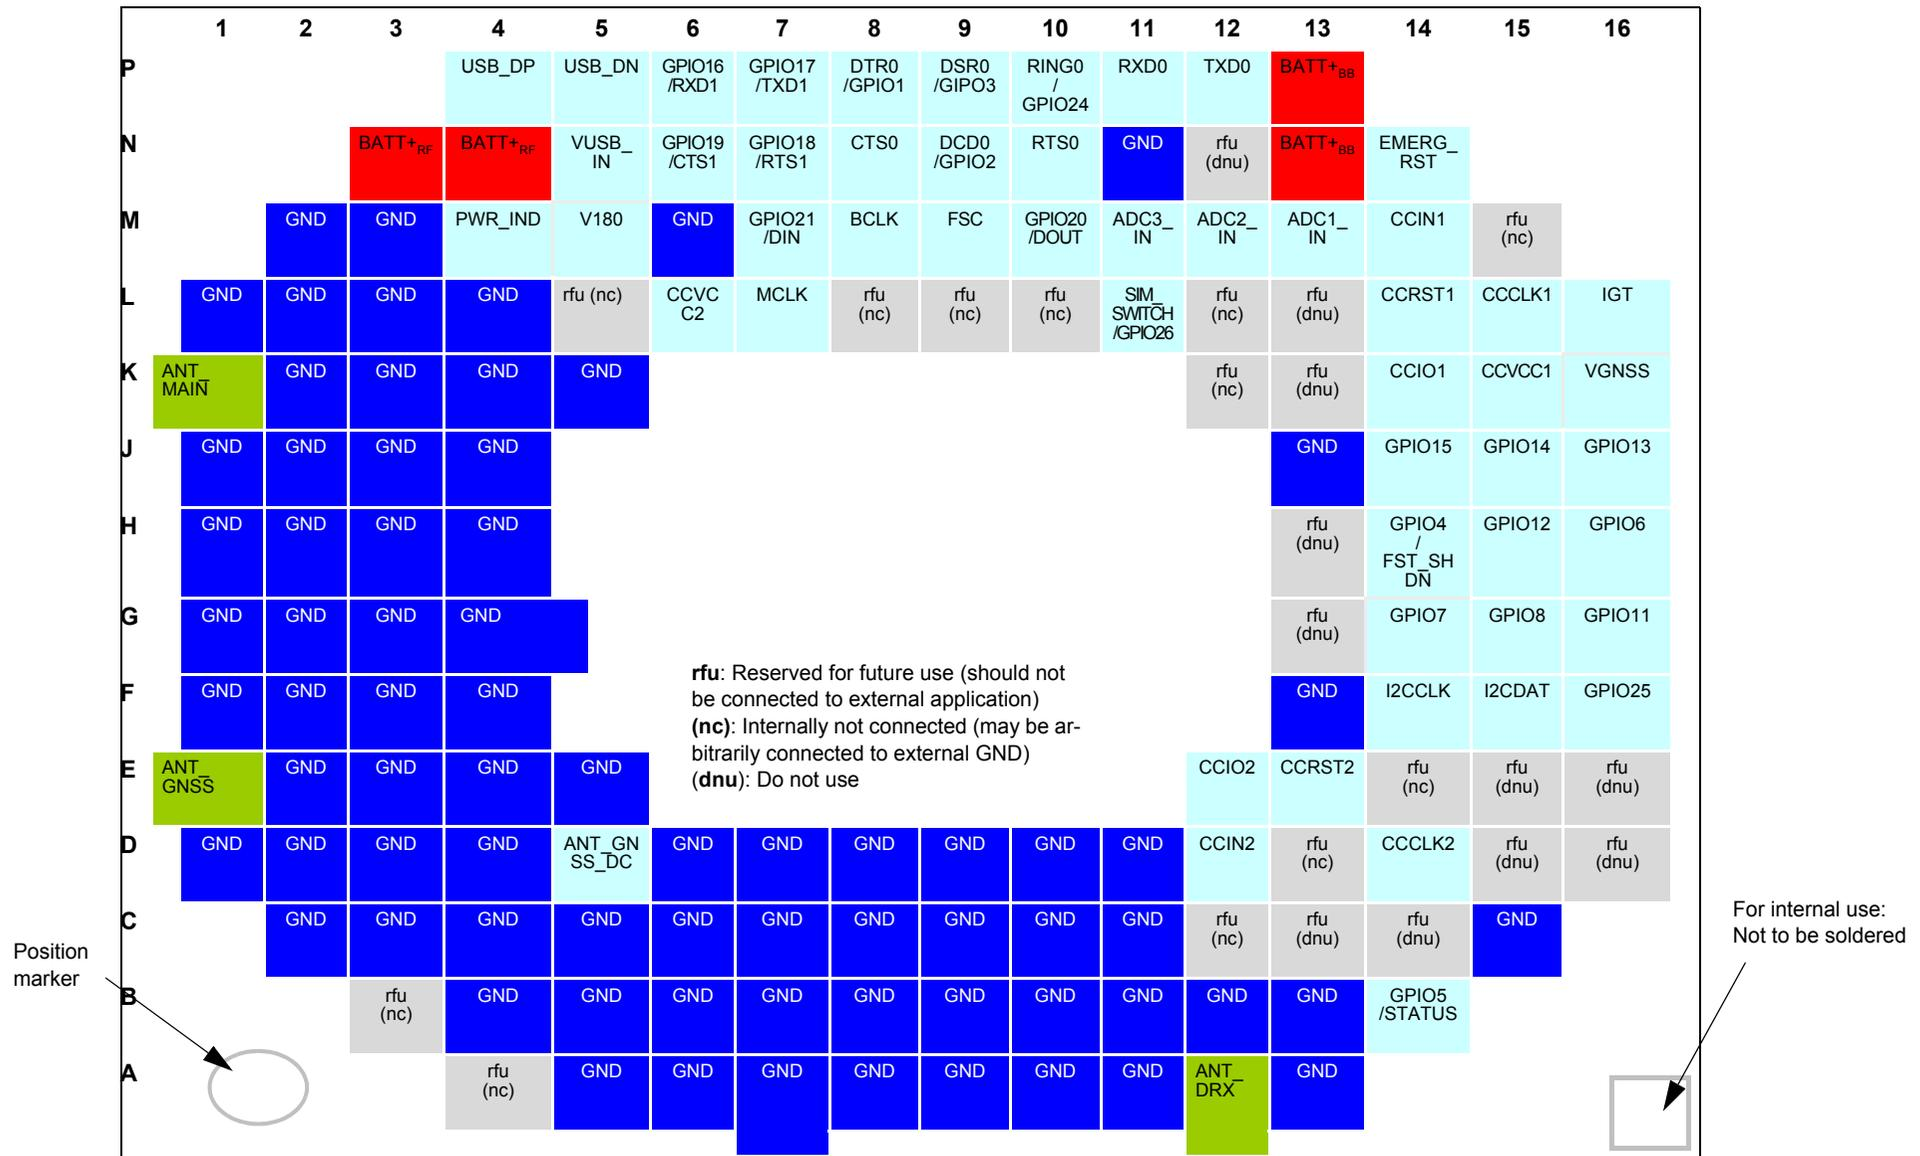 1 2 3 4 5 6 7 8 9 10 11 12 13 14 15 16
P USB_DP USB_DN GPIO16 GPIO17 DTR0 DSR0 RING0 RXD0 TXD0 BATT+BB
/RXD1 /TXD1 /GPIO1 /GIPO3 /
GPIO24
N BATT+RF BATT+RF VUSB_ GPIO19 GPIO18 CTS0 DCD0 RTS0 GND rfu BATT+BB EMERG_
IN /CTS1 /RTS1 /GPIO2 (dnu) RST
M GND GND PWR_IND V180 GND GPIO21 BCLK FSC GPIO20 ADC3_ ADC2_ ADC1_ CCIN1 rfu
/DIN /DOUT IN IN IN (nc)
L GND GND GND GND rfu (nc) CCVC MCLK rfu rfu rfu SIM_ rfu rfu CCRST1 CCCLK1 IGT
C2 (nc) (nc) (nc) SWITCH (nc) (dnu)
/GPIO26
K ANT_ GND GND GND GND rfu rfu CCIO1 CCVCC1 VGNSS
MAIN (nc) (dnu)
J GND GND GND GND GND GPIO15 GPIO14 GPIO13
H GND GND GND GND rfu GPIO4 GPIO12 GPIO6
(dnu) /
FST_SH
DN
G GND GND GND GND rfu GPIO7 GPIO8 GPIO11
(dnu)
rfu: Reserved for future use (should not
be connected to external application)
(nc): Internally not connected (may be ar-
bitrarily connected to external GND)
(dnu): Do not use
F GND GND GND GND GND I2CCLK I2CDAT GPIO25
E ANT_ GND GND GND GND CCIO2 CCRST2 rfu rfu rfu
GNSS (nc) (dnu) (dnu)
D GND GND GND GND ANT_GN GND GND GND GND GND GND CCIN2 rfu CCCLK2 rfu rfu
SS_DC (nc) (dnu) (dnu)
C GND GND GND GND GND GND GND GND GND GND rfu rfu rfu GND
(nc) (dnu) (dnu)
For internal use:
Not to be soldered
Position
marker
B rfu GND GND GND GND GND GND GND GND GND GND GPIO5
(nc) /STATUS
A rfu GND GND GND GND GND GND GND ANT_ GND
(nc) DRX